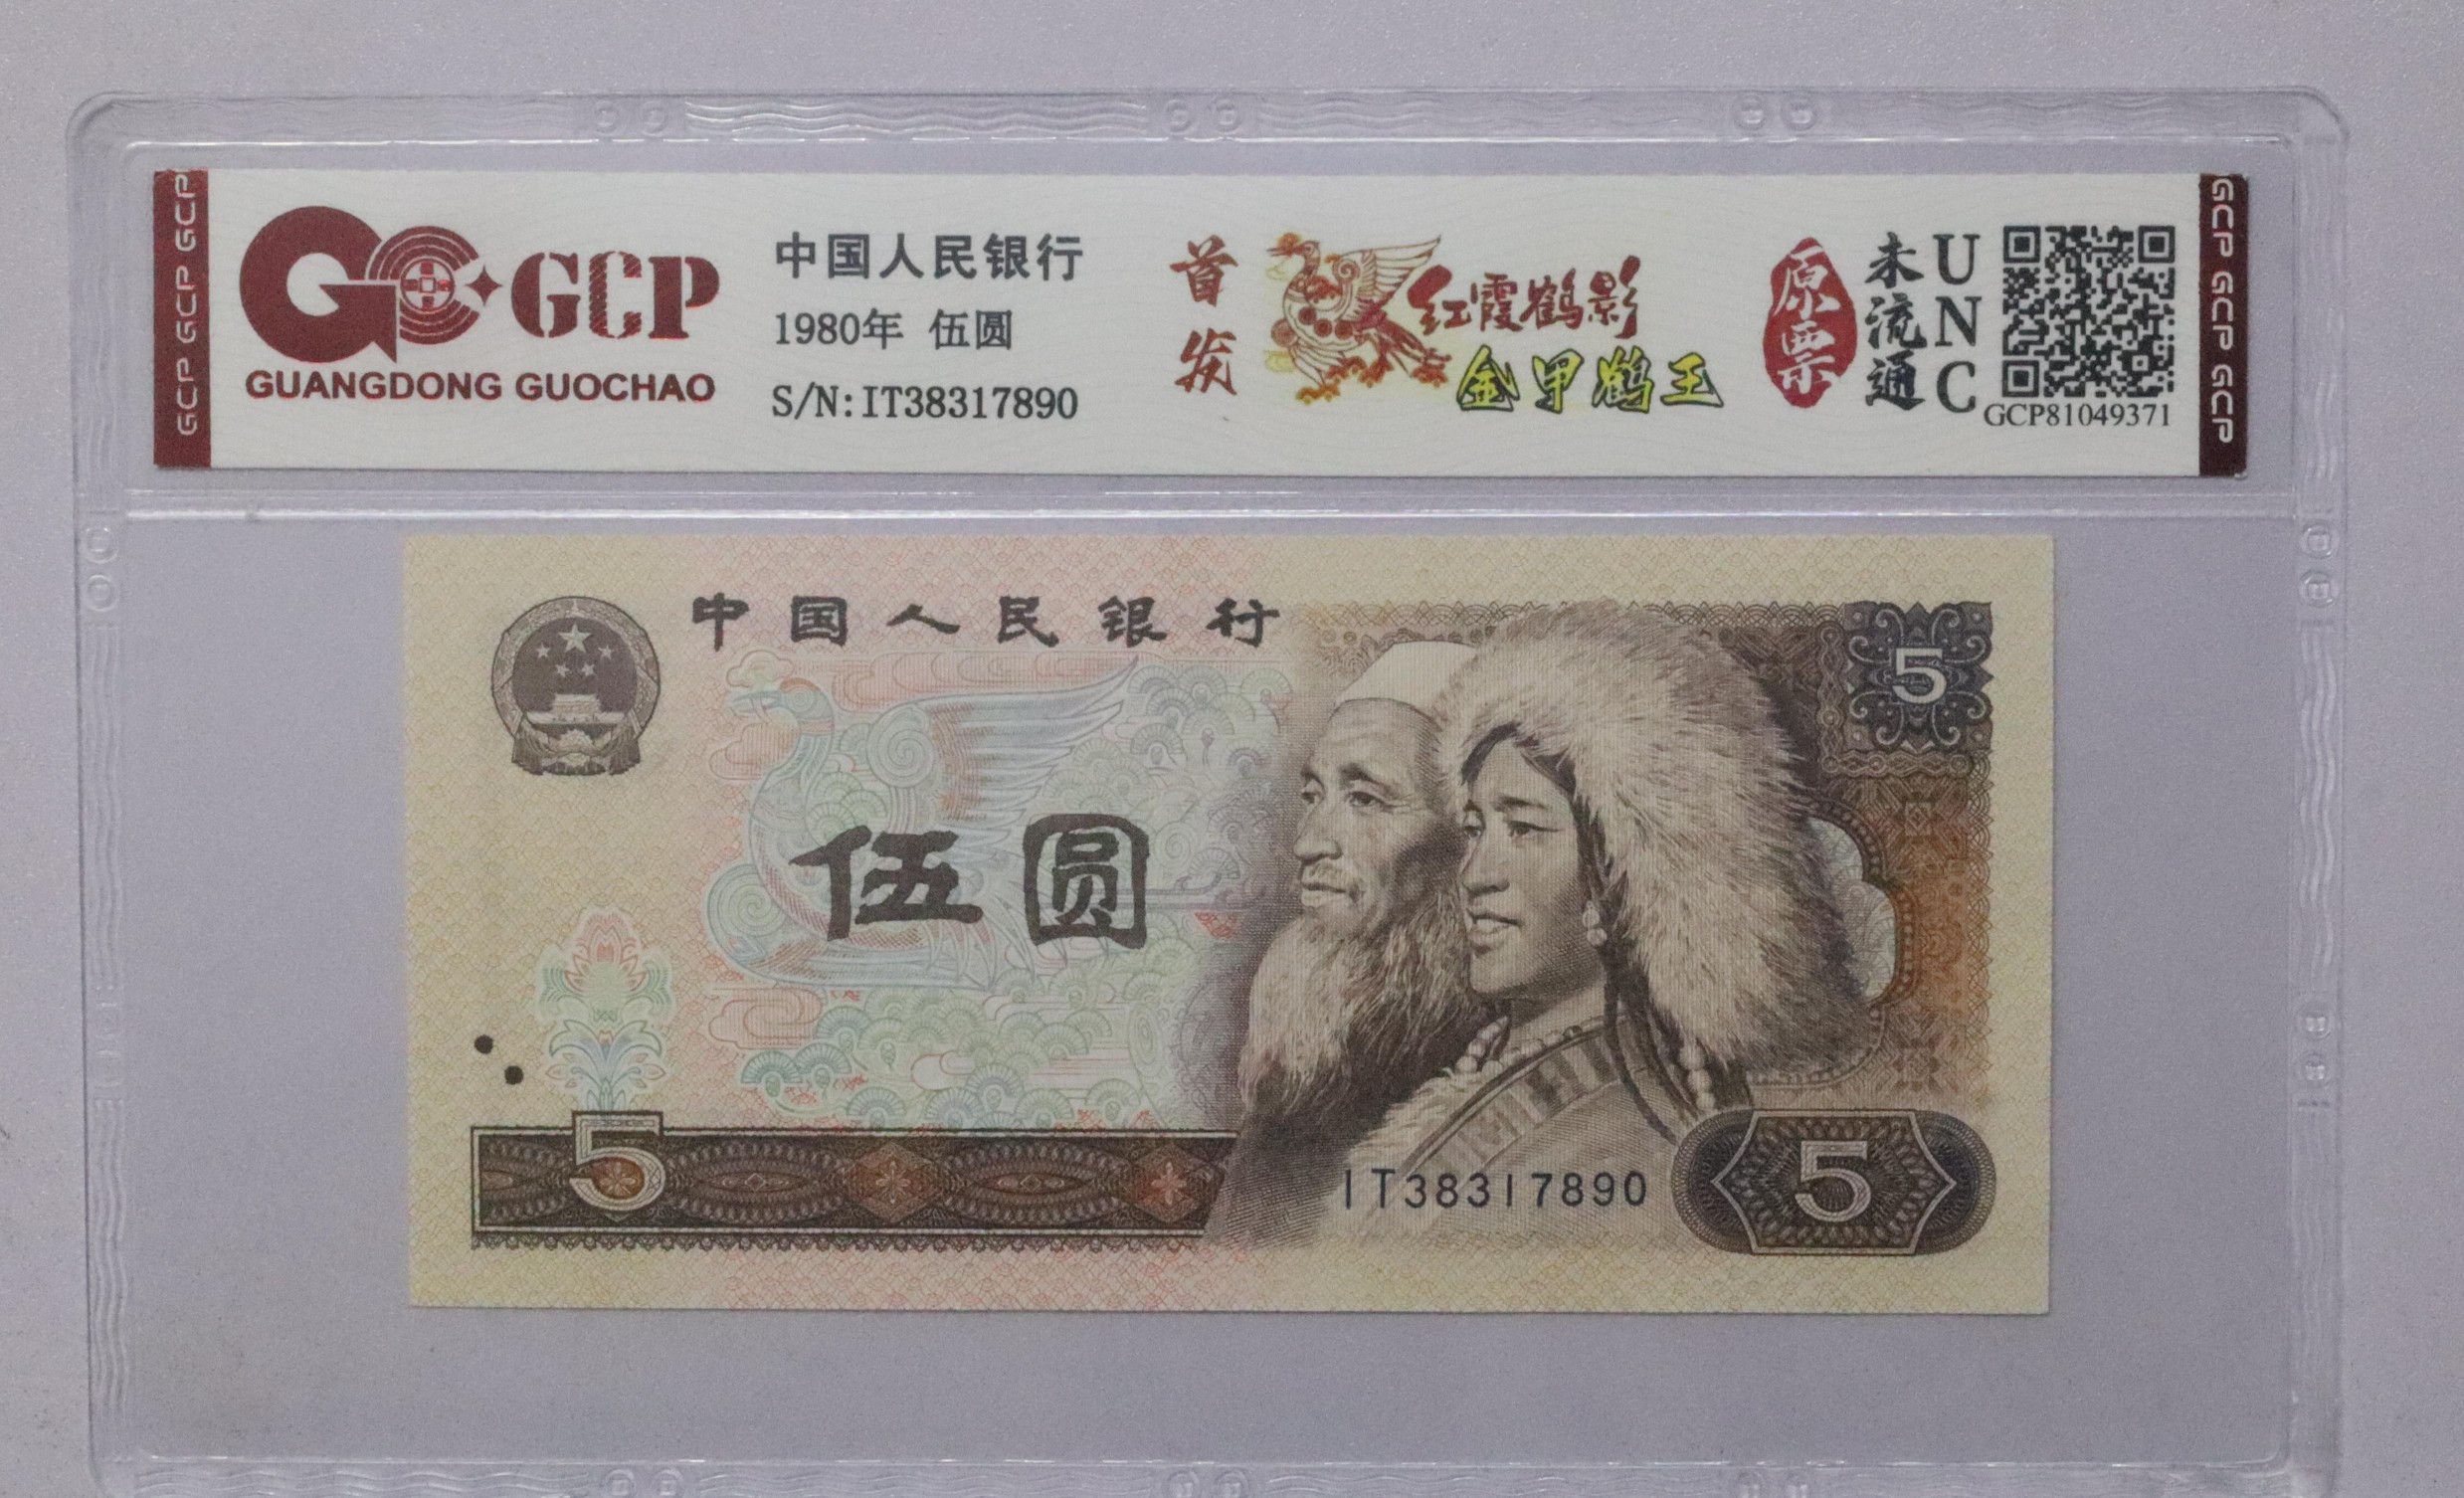 GCP GCP GCP
GCP
GUANGDONG GUOCHAO
中国人民银行
1980年 伍圆
S/N:IT38317890
首发
红霞鹤影
金甲鹤王
原票
未流通
UNC
GCP81049371
GCP GCP GCP
中国人民银行
5
伍圆
5
IT38317890
5